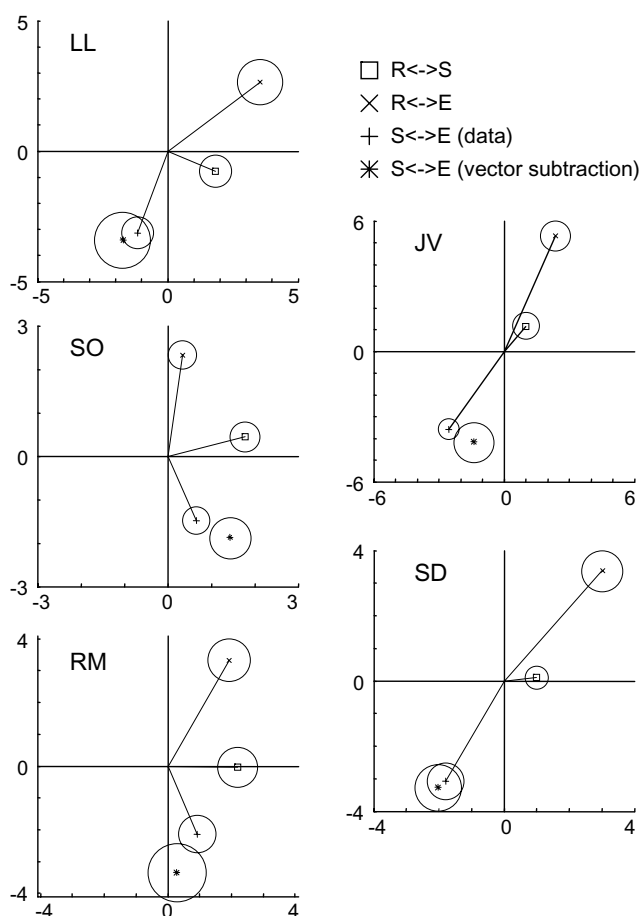 LL
5
0
-5
-5 0 5
R<->S
R<->E
S<->E (data)
S<->E (vector subtraction)
SO
3
0
-3
-3 0 3
JV
6
0
-6
-6 0 6
RM
4
0
-4
-4 0 4
SD
4
0
-4
-4 0 4